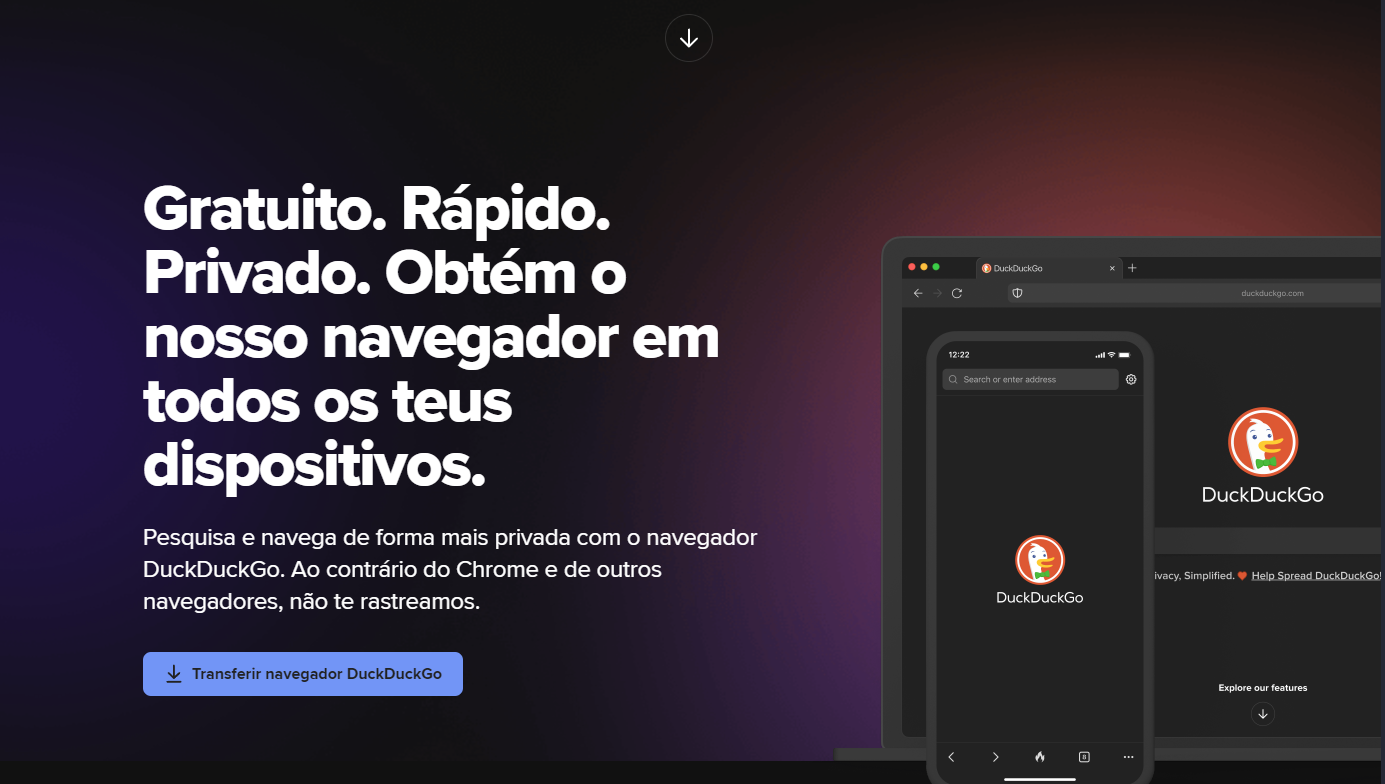 Gratuito. Rápido.
Privado. Obtém o
nosso navegador em
todos os teus
dispositivos.
Pesquisa e navega de forma mais privada com o navegador
DuckDuckGo. Ao contrário do Chrome e de outros
navegadores, não te rastreamos.
Transferir navegador DuckDuckGo
DuckDuckGo
duckduckgo.com
12:22
Search or enter address
DuckDuckGo
DuckDuckGo
Simplified. Help Spread DuckDuckGo!
Explore our features
8